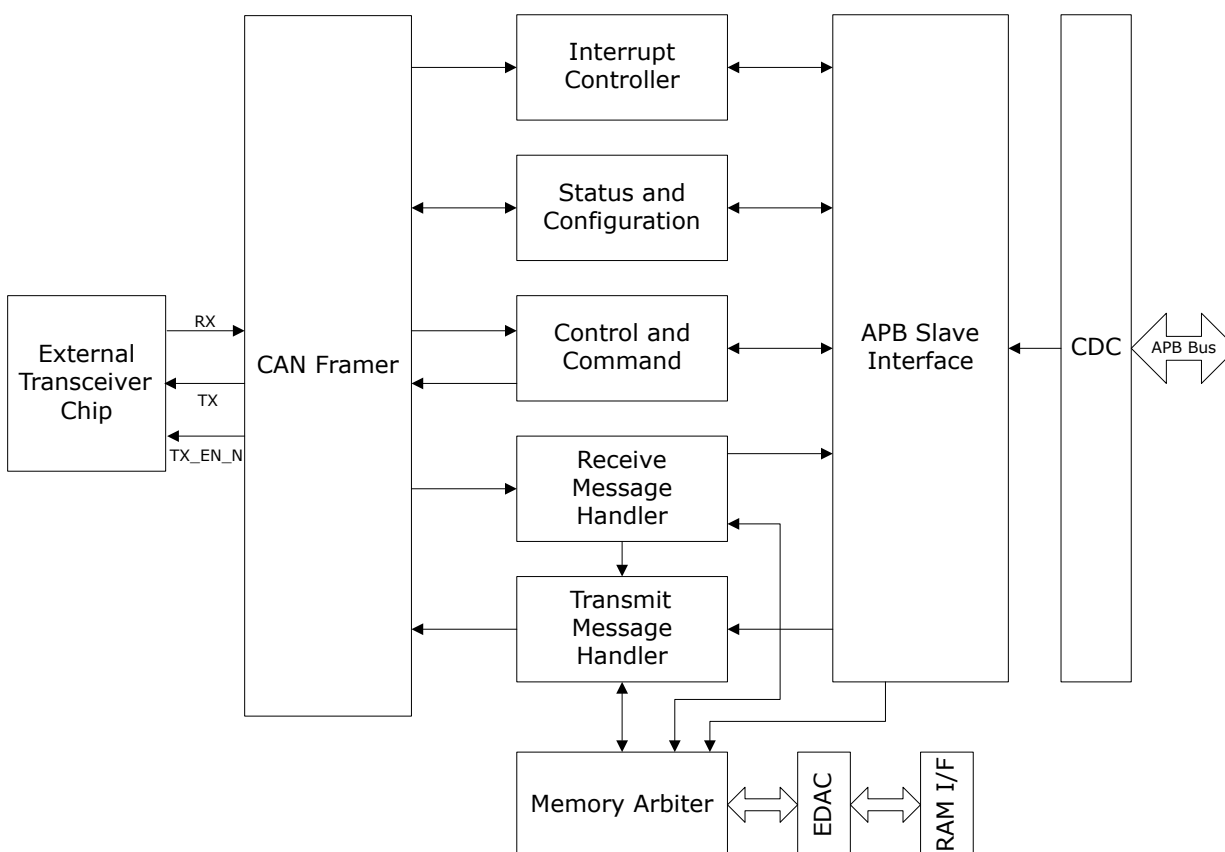 Interrupt
Controller
Status and
Configuration
RX
External
Transceiver
Chip
TX
TX_EN_N
CAN Framer
Control and
Command
APB Slave
Interface
CDC
APB Bus
Receive
Message
Handler
Transmit
Message
Handler
Memory Arbiter
EDAC
RAM I/F